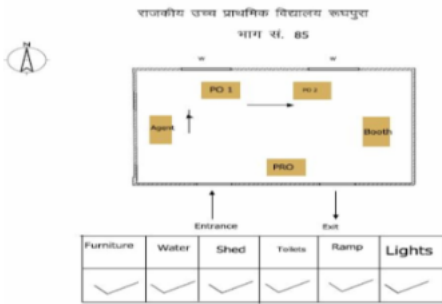 राजकीय उच्च प्राथमिक विद्यालय रूघपुरा
भाग सं. 85
N
W W
PO 1 PO 2
Agent
Booth
PRO
Entrance Exit
Furniture Water Shed Toilets Ramp Lights